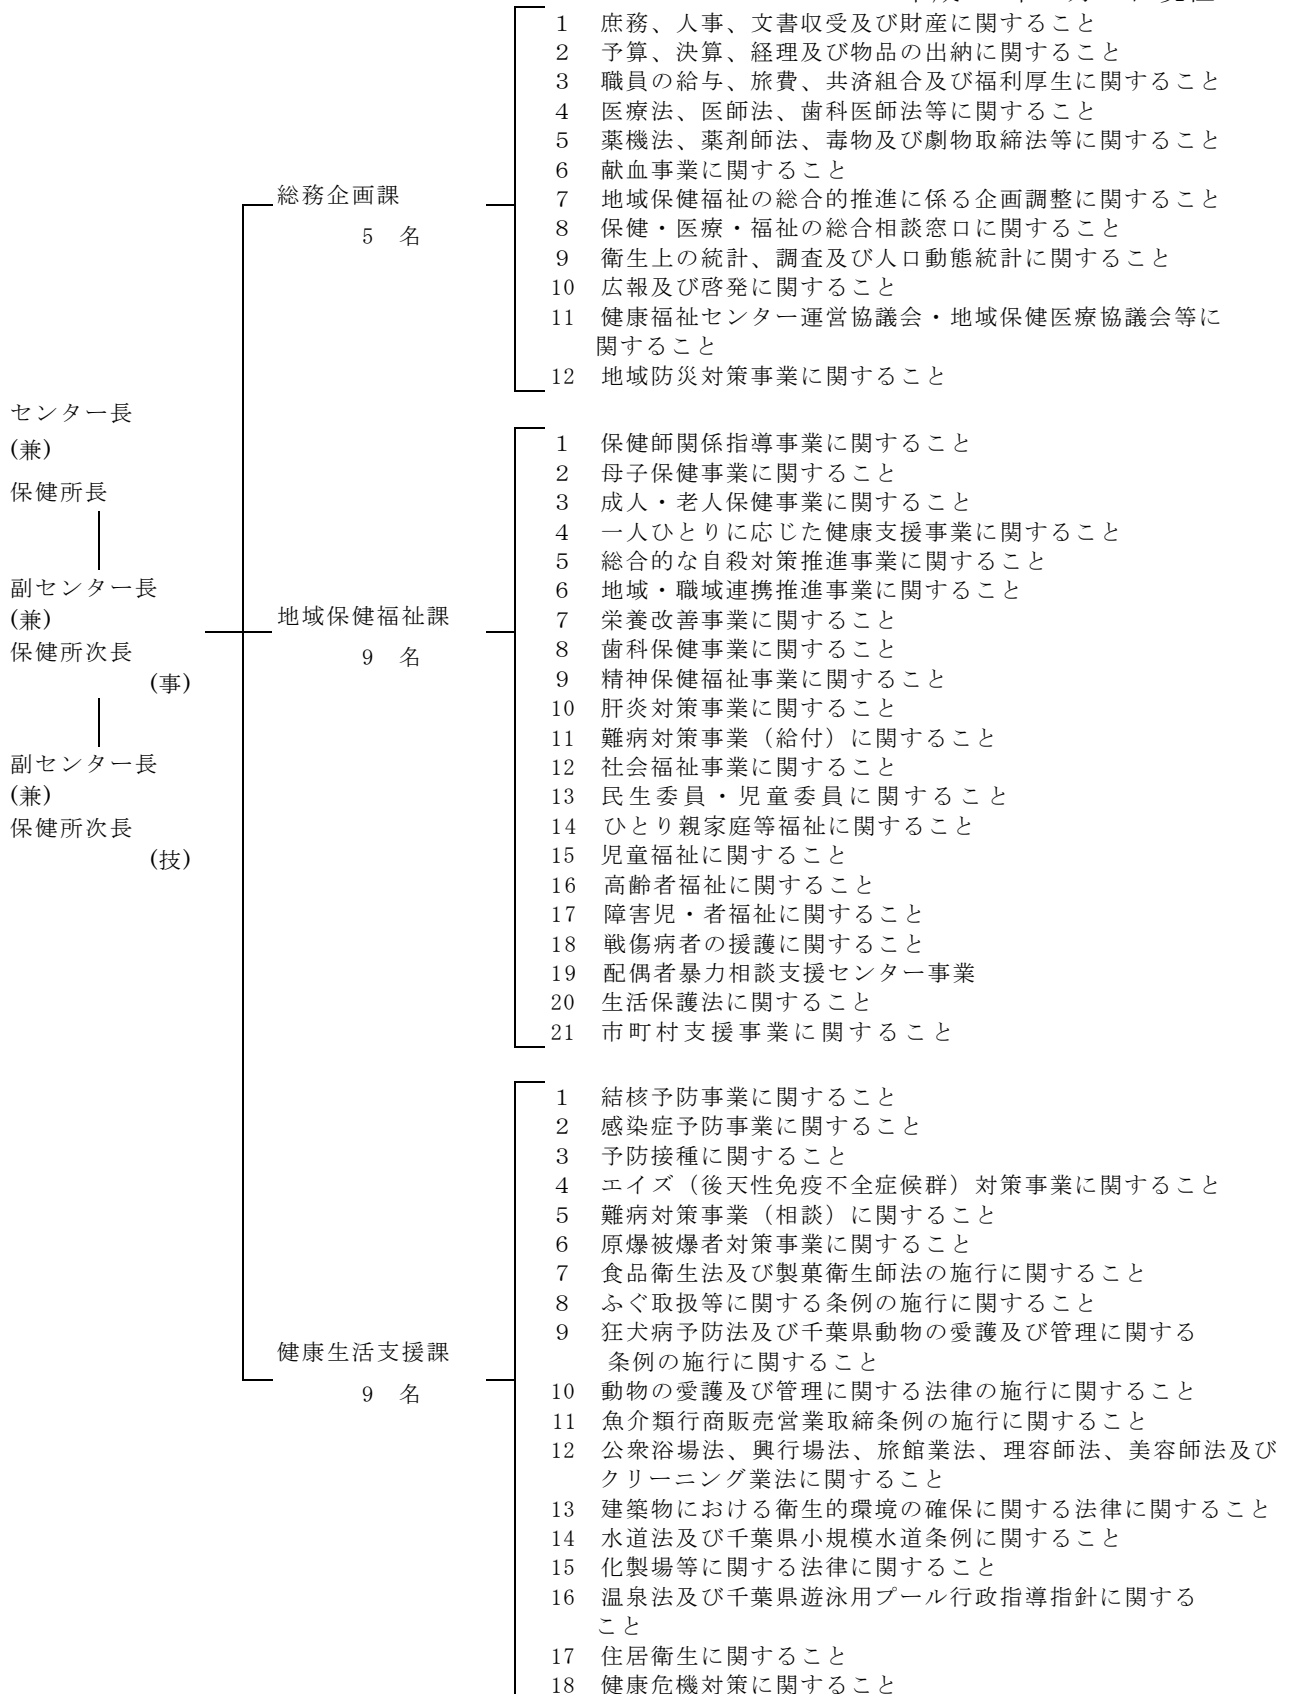 センター長
(兼)
保健所長
副センター長
(兼)
保健所次長
(事)
副センター長
(兼)
保健所次長
(技)
総務企画課
5 名
1 庶務、人事、文書収受及び財産に関すること
2 予算、決算、経理及び物品の出納に関すること
3 職員の給与、旅費、共済組合及び福利厚生に関すること
4 医療法、医師法、歯科医師法等に関すること
5 薬機法、薬剤師法、毒物及び劇物取締法等に関すること
6 献血事業に関すること
7 地域保健福祉の総合的推進に係る企画調整に関すること
8 保健・医療・福祉の総合相談窓口に関すること
9 衛生上の統計、調査及び人口動態統計に関すること
10 広報及び啓発に関すること
11 健康福祉センター運営協議会・地域保健医療協議会等に
関すること
12 地域防災対策事業に関すること
地域保健福祉課
9 名
1 保健師関係指導事業に関すること
2 母子保健事業に関すること
3 成人・老人保健事業に関すること
4 一人ひとりに応じた健康支援事業に関すること
5 総合的な自殺対策推進事業に関すること
6 地域・職域連携推進事業に関すること
7 栄養改善事業に関すること
8 歯科保健事業に関すること
9 精神保健福祉事業に関すること
10 肝炎対策事業に関すること
11 難病対策事業（給付）に関すること
12 社会福祉事業に関すること
13 民生委員・児童委員に関すること
14 ひとり親家庭等福祉に関すること
15 児童福祉に関すること
16 高齢者福祉に関すること
17 障害児・者福祉に関すること
18 戦傷病者の援護に関すること
19 配偶者暴力相談支援センター事業
20 生活保護法に関すること
21 市町村支援事業に関すること
健康生活支援課
9 名
1 結核予防事業に関すること
2 感染症予防事業に関すること
3 予防接種に関すること
4 エイズ（後天性免疫不全症候群）対策事業に関すること
5 難病対策事業（相談）に関すること
6 原爆被爆者対策事業に関すること
7 食品衛生法及び製菓衛生師法の施行に関すること
8 ふぐ取扱等に関する条例の施行に関すること
9 狂犬病予防法及び千葉県動物の愛護及び管理に関する
条例の施行に関すること
10 動物の愛護及び管理に関する法律の施行に関すること
11 魚介類行商販売営業取締条例の施行に関すること
12 公衆浴場法、興行場法、旅館業法、理容師法、美容師法及び
クリーニング業法に関すること
13 建築物における衛生的環境の確保に関する法律に関すること
14 水道法及び千葉県小規模水道条例に関すること
15 化製場等に関する法律に関すること
16 温泉法及び千葉県遊泳用プール行政指導指針に関する
こと
17 住居衛生に関すること
18 健康危機対策に関すること